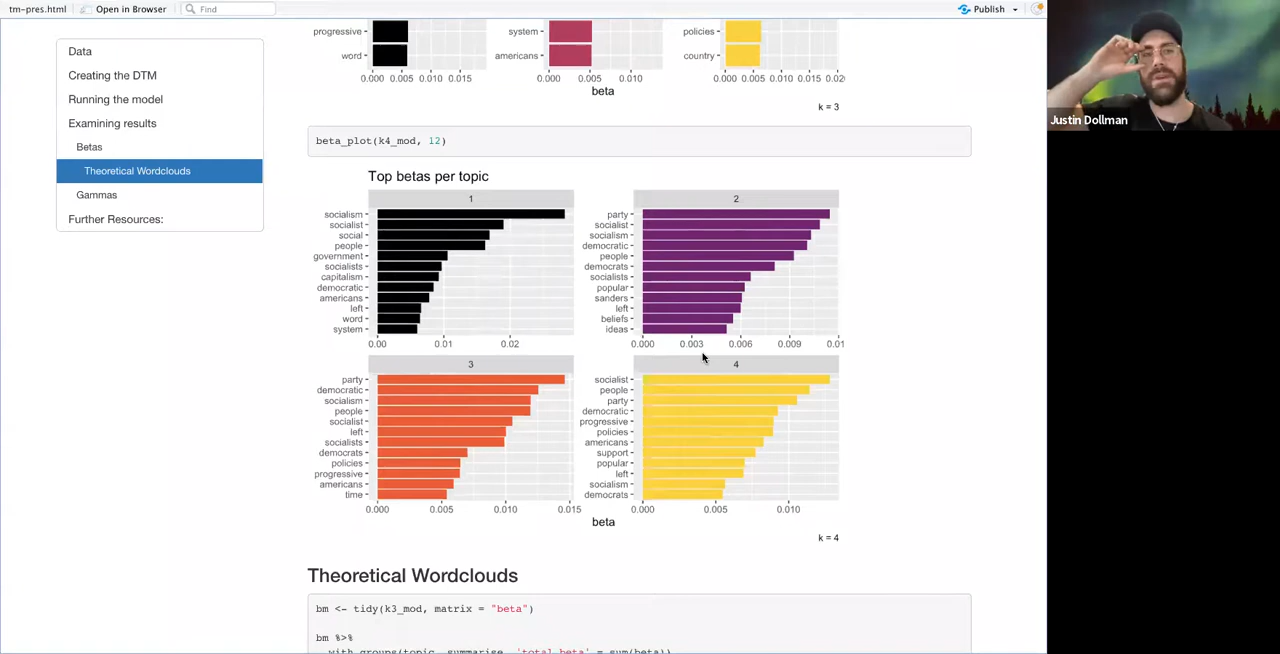 tm-pres.html Open in Browser Find Publish
Data
Creating the DTM
Running the model
Examining results
Betas
Theoretical Wordclouds
Gammas
Further Resources:
progressive system policies
word americans country
0.000 0.005 0.010 0.015 0.000 0.005 0.010 0.000 0.005 0.010 0.015 0.020
beta
k = 3
beta_plot(k4_mod, 12)
Top betas per topic
1
socialism
socialist
social
people
government
socialists
capitalism
democratic
americans
left
word
system
0.00 0.01 0.02
2
party
socialist
socialism
democratic
people
democrats
socialists
popular
sanders
left
beliefs
ideas
0.000 0.003 0.006 0.009 0.01
3
party
democratic
socialism
people
socialist
left
socialists
democrats
policies
progressive
americans
time
0.000 0.005 0.010 0.015
4
socialist
people
party
democratic
progressive
policies
americans
support
popular
left
socialism
democrats
0.000 0.005 0.010
beta
k = 4
Theoretical Wordclouds
bm <- tidy(k3_mod, matrix = "beta")
bm %>%
with_groups(topic, summarise, 'total_beta' = sum(beta))
Justin Dollman